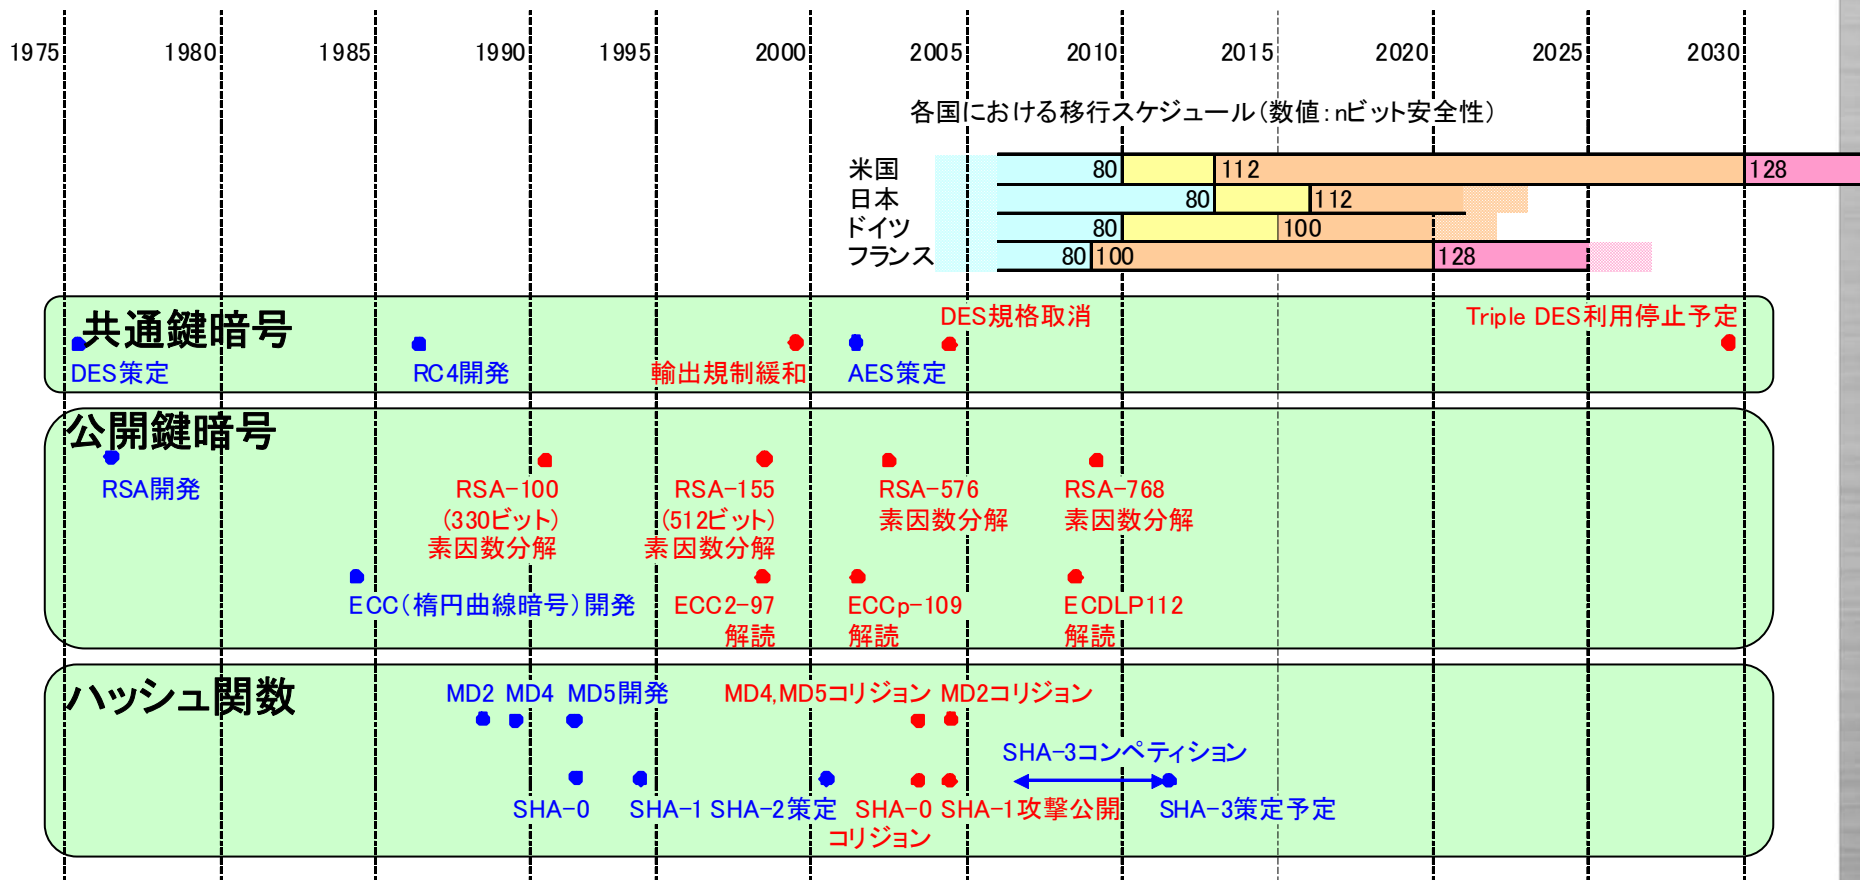 1975 1980 1985 1990 1995 2000 2005 2010 2015 2020 2025 2030
各国における移行スケジュール(数値:nビット安全性)
米国 80 112 128
日本 80 112
ドイツ 80 100
フランス 80 100 128
共通鍵暗号
DES規格取消 Triple DES利用停止予定
DES策定 RC4開発 輸出規制緩和 AES策定
公開鍵暗号
RSA開発 RSA-100 RSA-155 RSA-576 RSA-768
(330ビット) (512ビット) 素因数分解 素因数分解
素因数分解 素因数分解
ECC(楕円曲線暗号)開発 ECC2-97 ECCp-109 ECDLP112
解読 解読 解読
ハッシュ関数
MD2 MD4 MD5開発 MD4,MD5コリジョン MD2コリジョン
SHA-3コンペティション
SHA-0 SHA-1 SHA-2策定 SHA-0 SHA-1攻撃公開 SHA-3策定予定
コリジョン